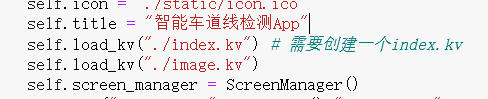 self.icon = "./static/icon.ico
self.title = "智能车道线检测App"
self.load_kv("./index.kv") # 需要创建一个index.kv
self.load_kv("./image.kv")
self.screen_manager = ScreenManager()